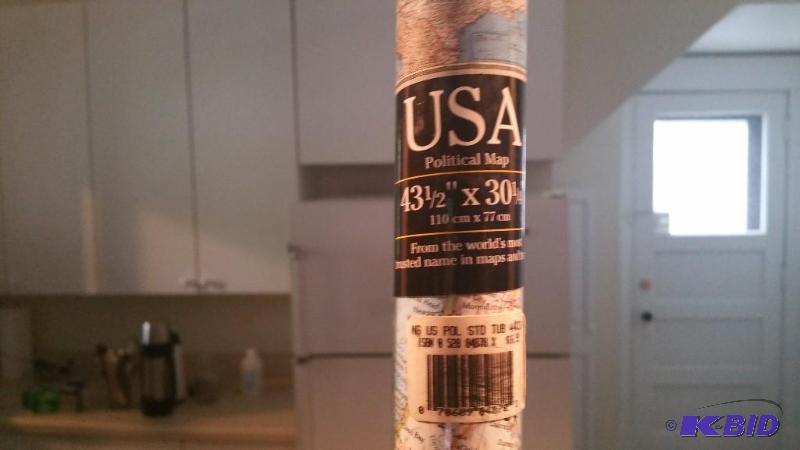 USA
Political Map
43½" x 30¼
110 cm x 77 cm
From the world's most
trusted name in maps and
NG US POL STD TUB
ISBN 0 528
© K-BID